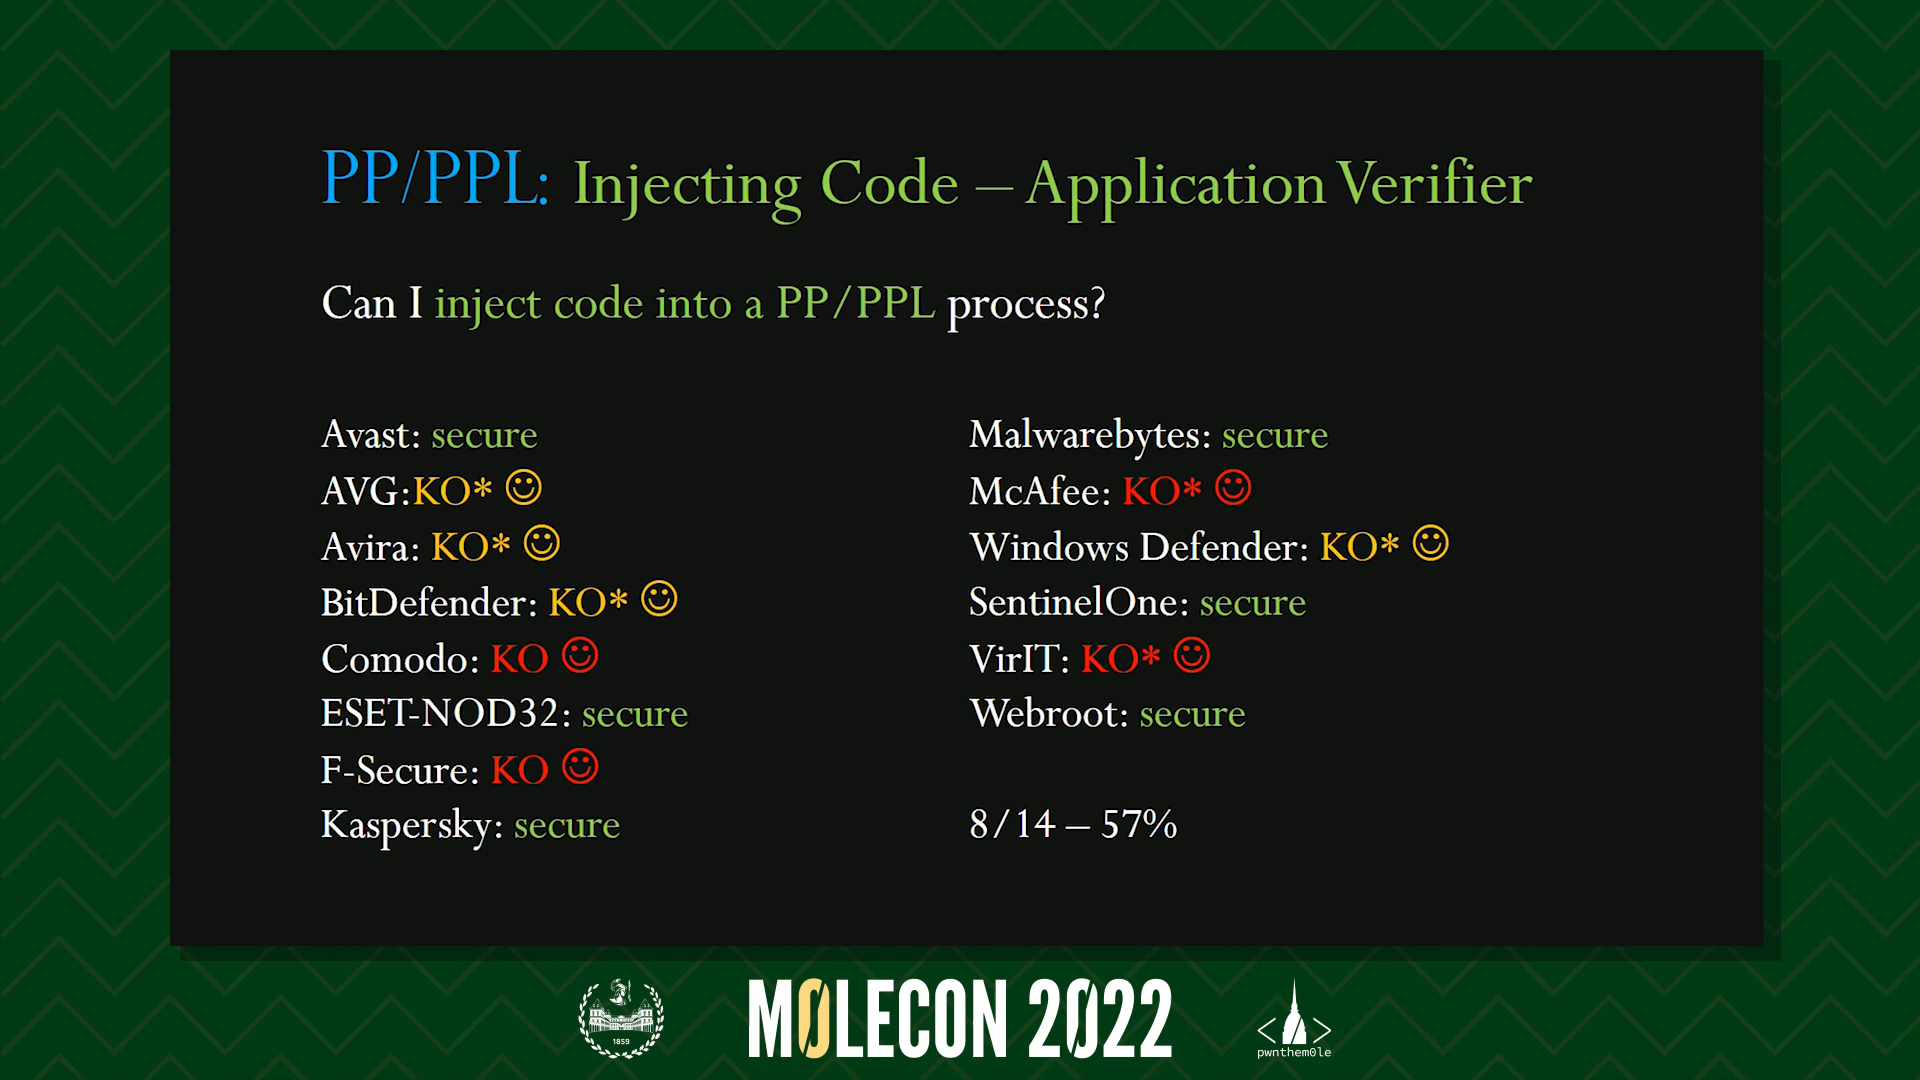 PP/PPL: Injecting Code – Application Verifier
Can I inject code into a PP/PPL process?
Avast: secure
AVG:KO* ☺
Avira: KO* ☺
BitDefender: KO* ☺
Comodo: KO ☺
ESET-NOD32: secure
F-Secure: KO ☺
Kaspersky: secure
Malwarebytes: secure
McAfee: KO* ☺
Windows Defender: KO* ☺
SentinelOne: secure
VirIT: KO* ☺
Webroot: secure
8/14 – 57%
1859
M0LECON 2022
pwnthem0le